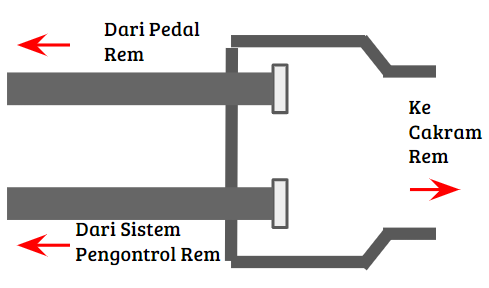 Dari Pedal
Rem
Ke
Cakram
Rem
Dari Sistem
Pengontrol Rem